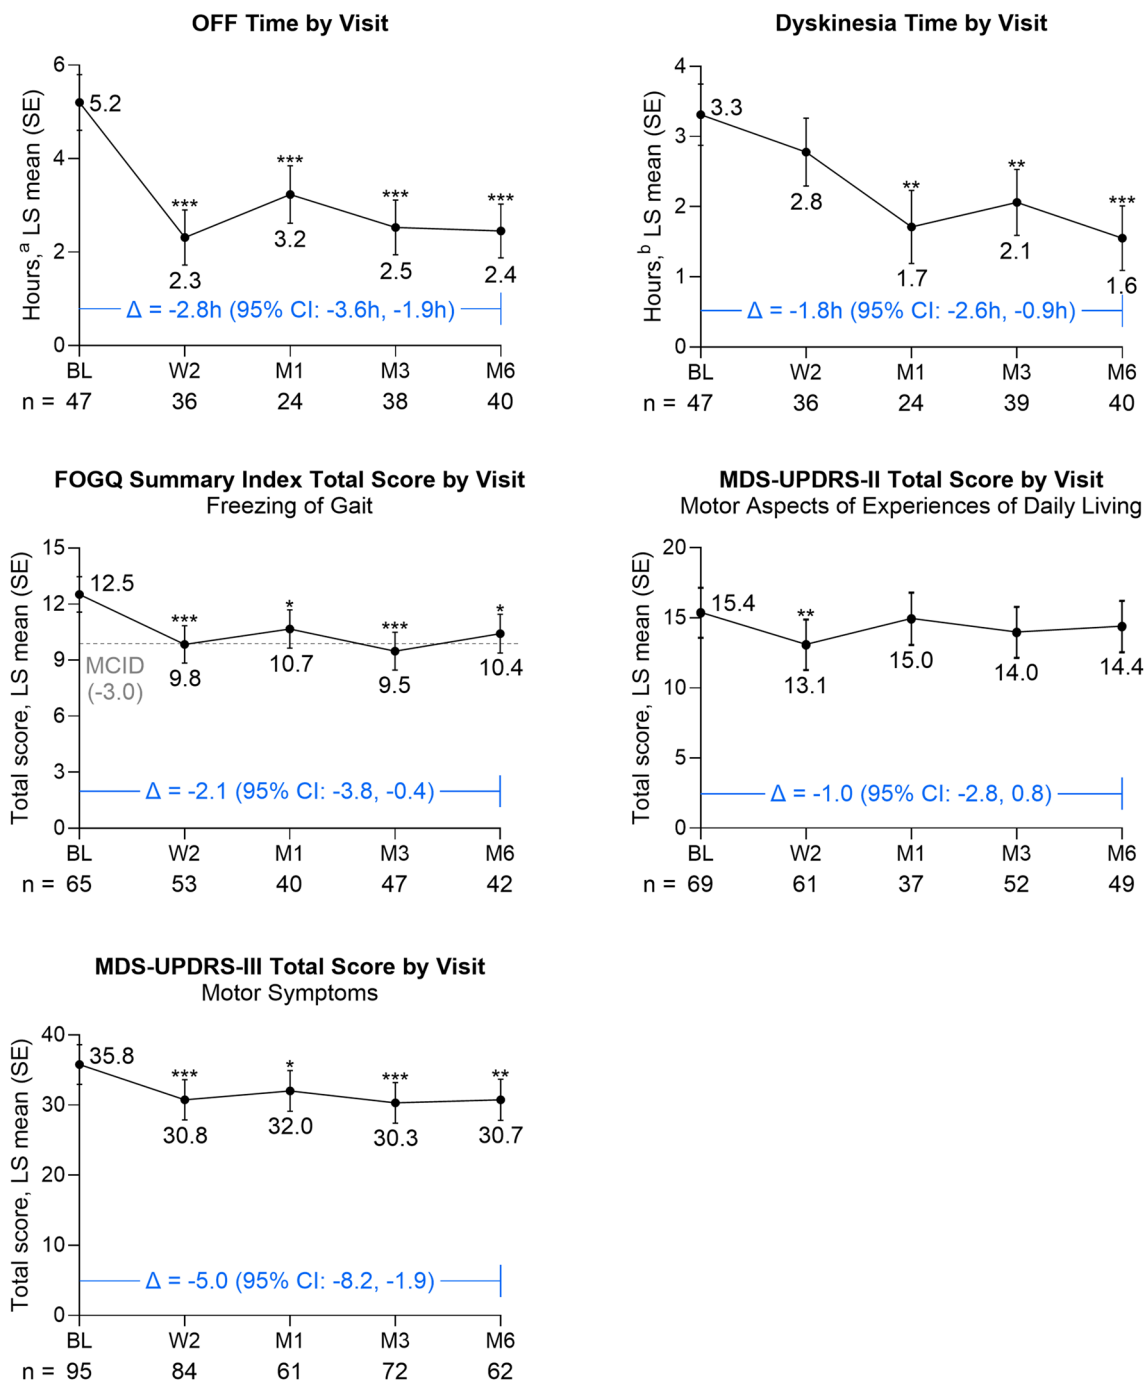 OFF Time by Visit
Hours,a LS mean (SE)
6
4
2
0
5.2
***
2.3
***
3.2
***
2.5
***
2.4
Δ = -2.8h (95% CI: -3.6h, -1.9h)
BL W2 M1 M3 M6
n = 47 36 24 38 40
Dyskinesia Time by Visit
Hours,b LS mean (SE)
4
3
2
1
0
3.3
2.8
**
1.7
**
2.1
***
1.6
Δ = -1.8h (95% CI: -2.6h, -0.9h)
BL W2 M1 M3 M6
n = 47 36 24 39 40
FOGQ Summary Index Total Score by Visit
Freezing of Gait
Total score, LS mean (SE)
15
12
9
6
3
0
12.5
***
9.8
*
10.7
***
9.5
*
10.4
MCID
(-3.0)
Δ = -2.1 (95% CI: -3.8, -0.4)
BL W2 M1 M3 M6
n = 65 53 40 47 42
MDS-UPDRS-II Total Score by Visit
Motor Aspects of Experiences of Daily Living
Total score, LS mean (SE)
20
15
10
5
0
15.4
**
13.1
15.0
14.0
14.4
Δ = -1.0 (95% CI: -2.8, 0.8)
BL W2 M1 M3 M6
n = 69 61 37 52 49
MDS-UPDRS-III Total Score by Visit
Motor Symptoms
Total score, LS mean (SE)
40
30
20
10
0
35.8
***
30.8
*
32.0
***
30.3
**
30.7
Δ = -5.0 (95% CI: -8.2, -1.9)
BL W2 M1 M3 M6
n = 95 84 61 72 62